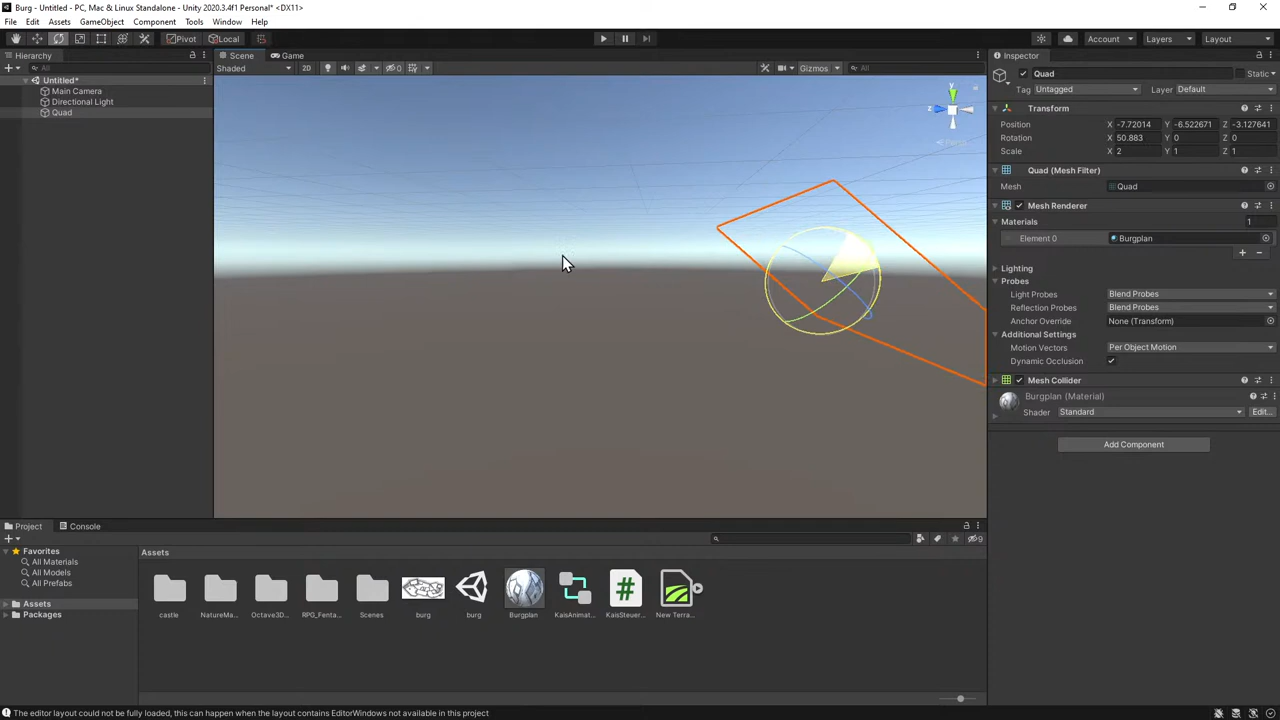 Burg - Untitled - PC, Mac & Linux Standalone - Unity 2020.3.4f1 Personal* <DX11>
File Edit Assets GameObject Component Tools Window Help
Pivot Local Account Layers Layout
Hierarchy Scene Game Inspector
All Shaded 2D 0 Gizmos All Quad Static
Untitled* Tag Untagged Layer Default
Main Camera
Directional Light
Quad
y
z
Persp
Transform
Position X -7.72014 Y -6.522671 Z -3.127641
Rotation X 50.883 Y 0 Z 0
Scale X 2 Y 1 Z 1
Quad (Mesh Filter)
Mesh Quad
Mesh Renderer
Materials 1
Element 0 Burgplan
Lighting
Probes
Light Probes Blend Probes
Reflection Probes Blend Probes
Anchor Override None (Transform)
Additional Settings
Motion Vectors Per Object Motion
Dynamic Occlusion
Mesh Collider
Burgplan (Material)
Shader Standard Edit...
Add Component
Project Console
9
Favorites Assets
All Materials
All Models
All Prefabs
Assets
Packages
castle NatureMa... Octave3D... RPG_Fenta... Scenes burg burg Burgplan KaisAnimat... KaisSteuer... New Terra...
The editor layout could not be fully loaded, this can happen when the layout contains EditorWindows not available in this project